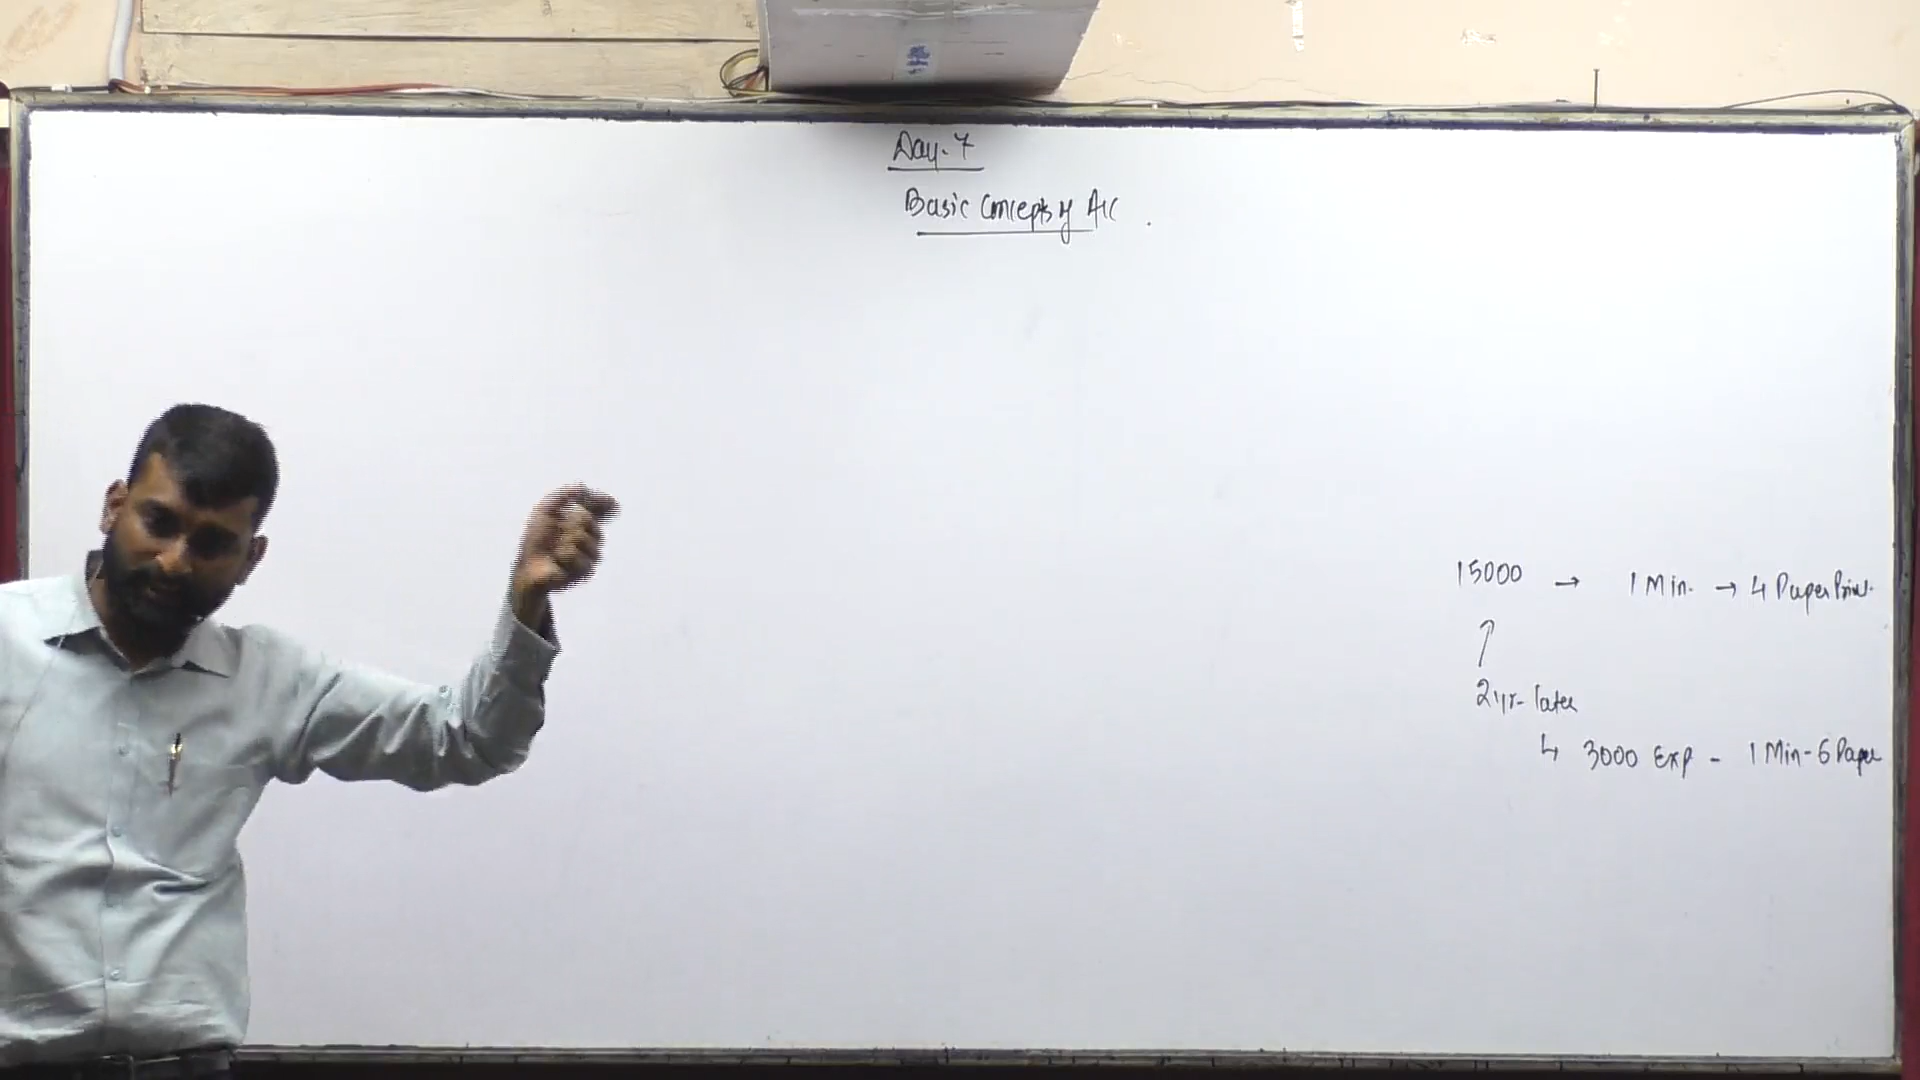 Day. 7
Basic Concepts of A/c .
15000 → 1 Min. → 4 Paper Print.
↑
2 yr- later
↳ 3000 Exp - 1 Min - 6 Paper